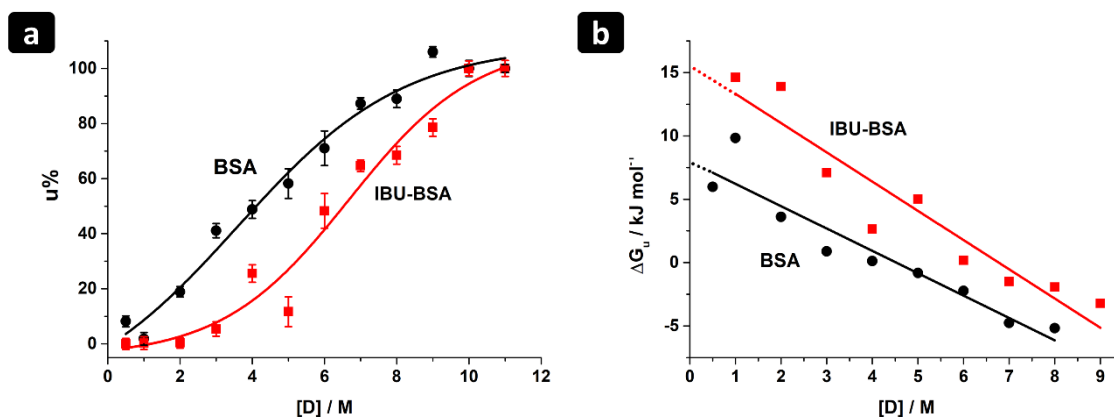 a
u%
100
80
60
40
20
0
BSA
IBU-BSA
0 2 4 6 8 10 12
[D] / M
b
ΔGᵤ / kJ mol⁻¹
15
10
5
0
-5
IBU-BSA
BSA
0 1 2 3 4 5 6 7 8 9
[D] / M